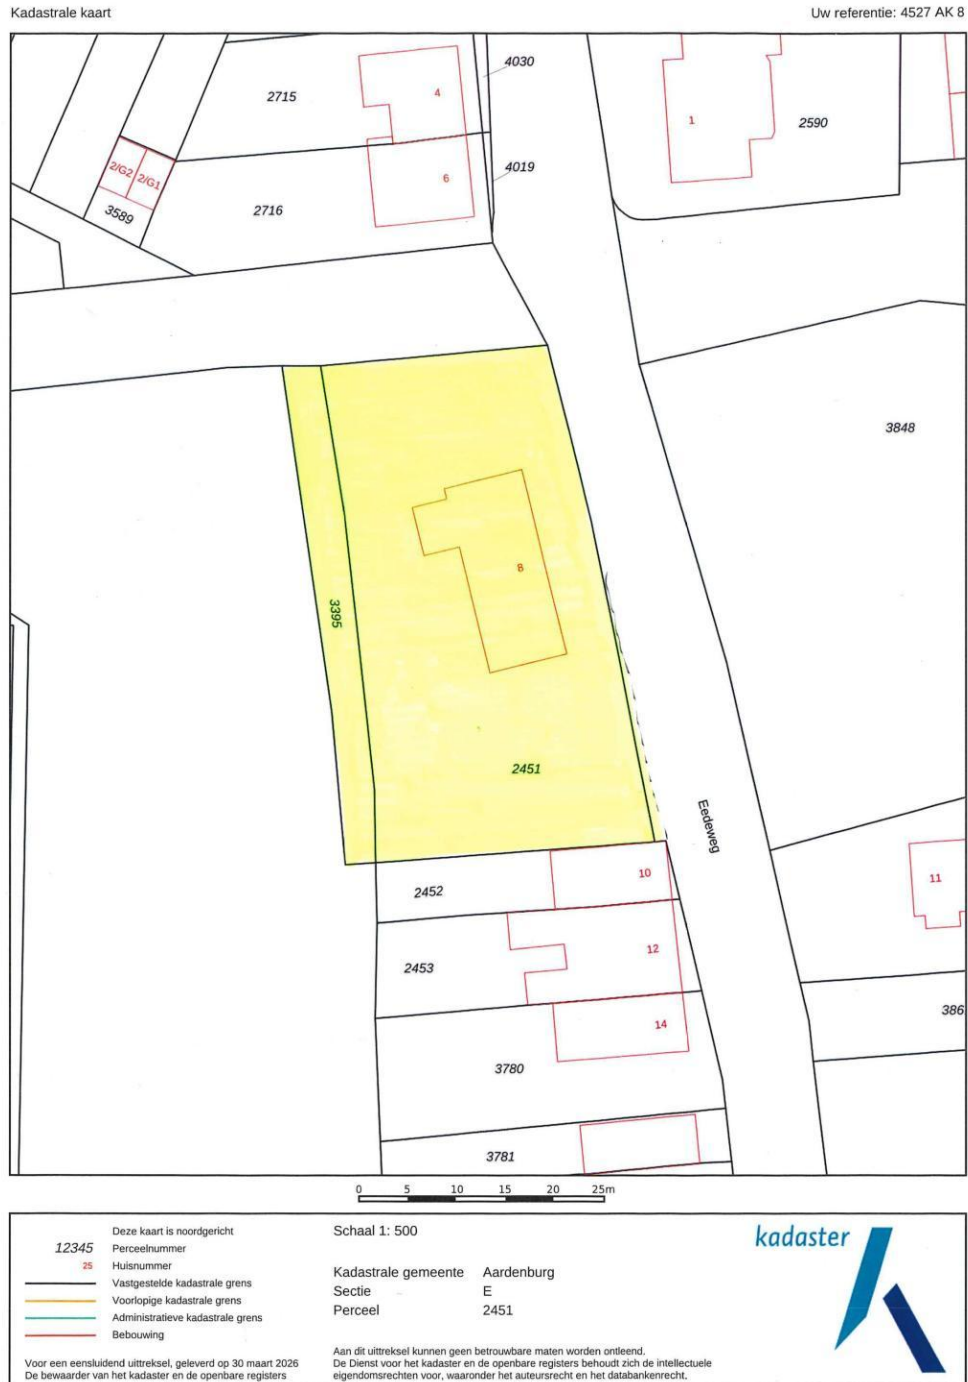 Kadastrale kaart
Uw referentie: 4527 AK 8
4030
2715
4
1
2590
4019
2/G2
2/G1
6
3589
2716
3848
8
3395
2451
Eedeweg
2452
10
11
2453
12
386
14
3780
3781
0 5 10 15 20 25m
Deze kaart is noordgericht
12345 Perceelnummer
25 Huisnummer
Vastgestelde kadastrale grens
Voorlopige kadastrale grens
Administratieve kadastrale grens
Bebouwing
Voor een eensluidend uittreksel, geleverd op 30 maart 2026
De bewaarder van het kadaster en de openbare registers
Schaal 1: 500
Kadastrale gemeente Aardenburg
Sectie E
Perceel 2451
Aan dit uittreksel kunnen geen betrouwbare maten worden ontleend.
De Dienst voor het kadaster en de openbare registers behoudt zich de intellectuele
eigendomsrechten voor, waaronder het auteursrecht en het databankenrecht.
kadaster